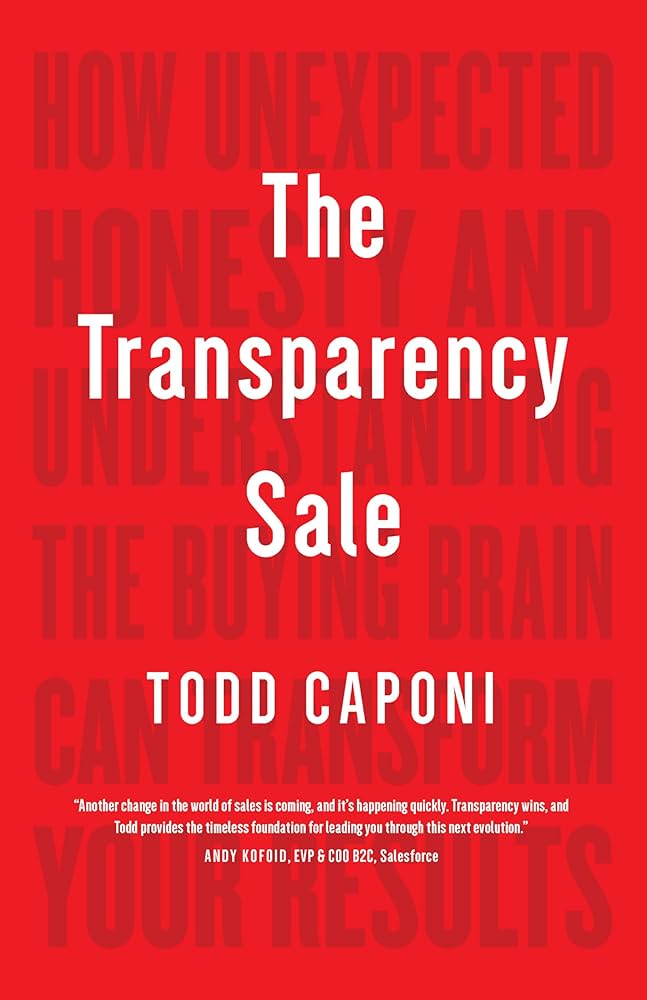 HOW UNEXPECTED
The
HONESTY AND
Transparency
UNDERSTANDING
Sale
THE BUYING BRAIN
TODD CAPONI
CAN TRANSFORM
“Another change in the world of sales is coming, and it’s happening quickly. Transparency wins, and
Todd provides the timeless foundation for leading you through this next evolution.”
ANDY KOFOID, EVP & COO B2C, Salesforce
YOUR RESULTS